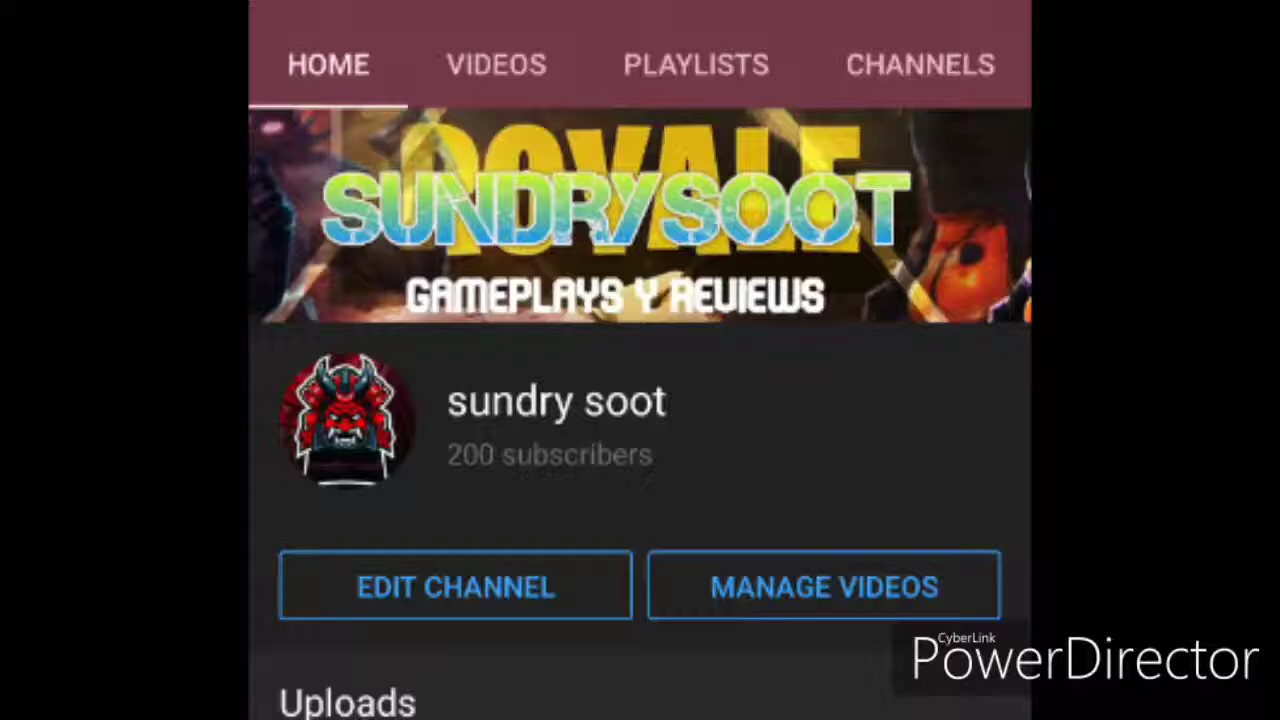 HOME VIDEOS PLAYLISTS CHANNELS
ROYALE
SUNDRYSOOT
GAMEPLAYS Y REVIEWS
sundry soot
200 subscribers
EDIT CHANNEL MANAGE VIDEOS
Uploads
CyberLink
PowerDirector